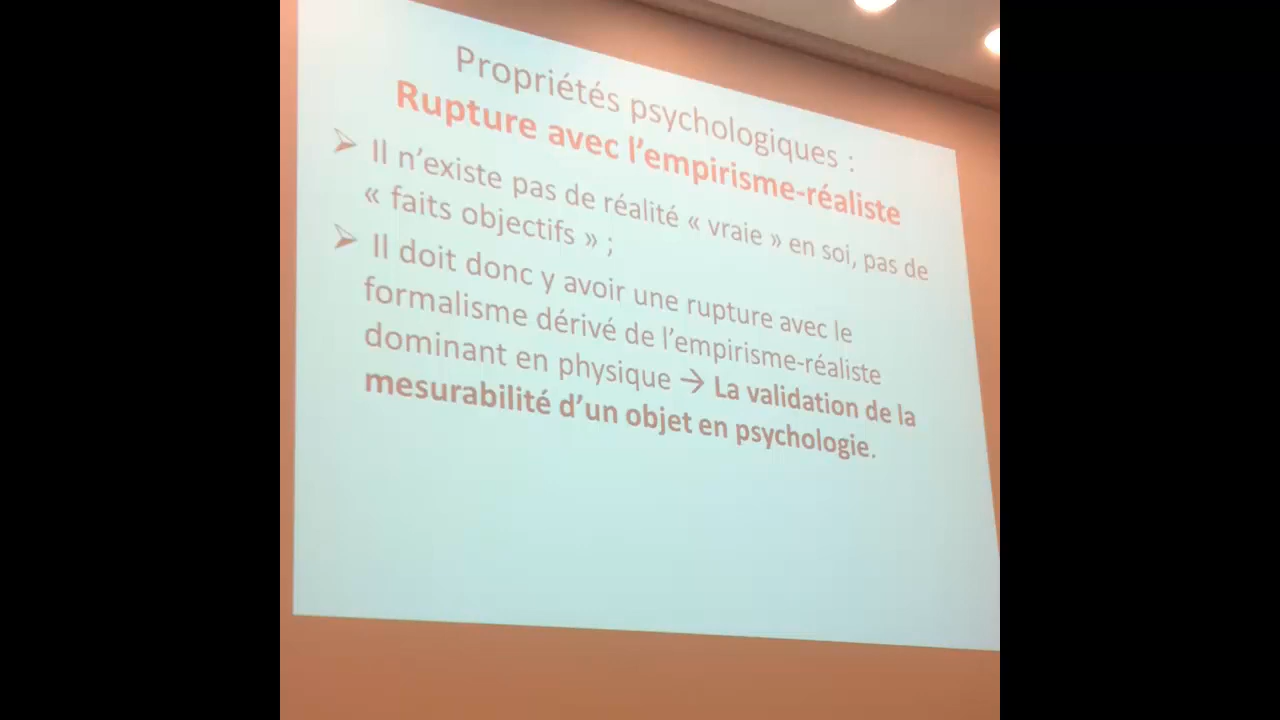 Propriétés psychologiques :
Rupture avec l’empirisme-réaliste
➢ Il n’existe pas de réalité « vraie » en soi, pas de
« faits objectifs » ;
➢ Il doit donc y avoir une rupture avec le
formalisme dérivé de l’empirisme-réaliste
dominant en physique → La validation de la
mesurabilité d’un objet en psychologie.